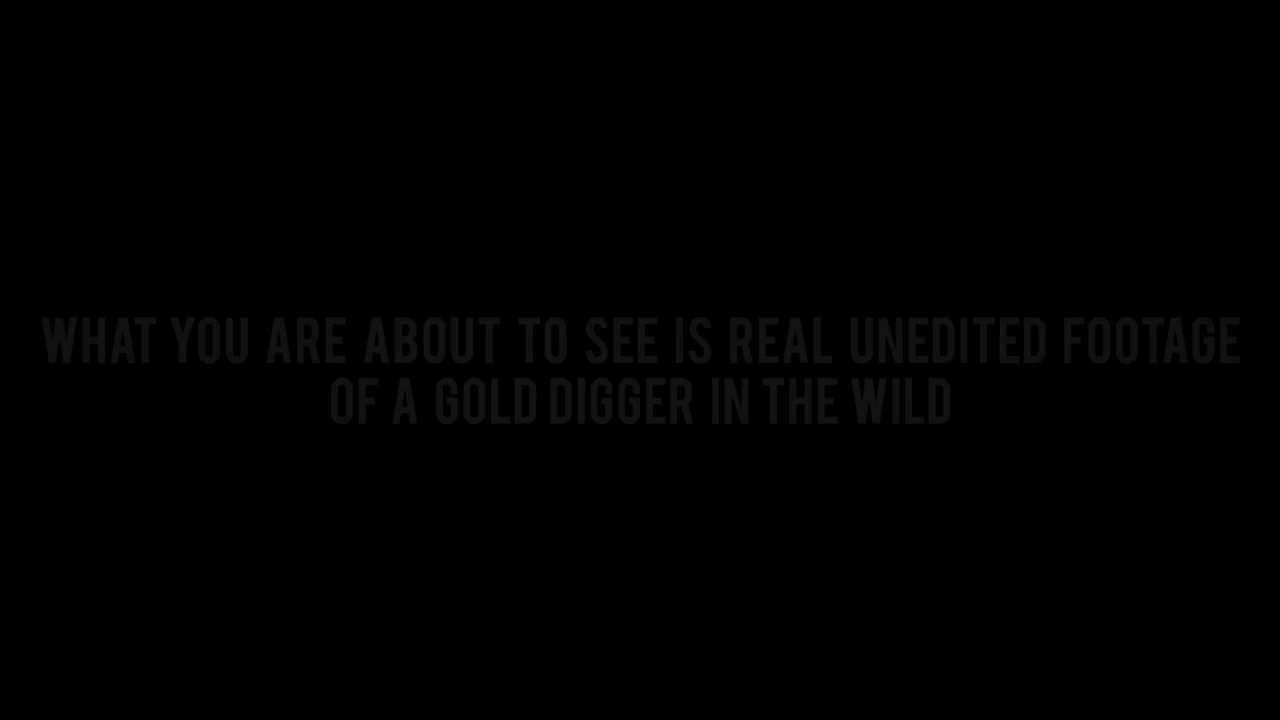 WHAT YOU ARE ABOUT TO SEE IS REAL UNEDITED FOOTAGE
OF A GOLD DIGGER IN THE WILD